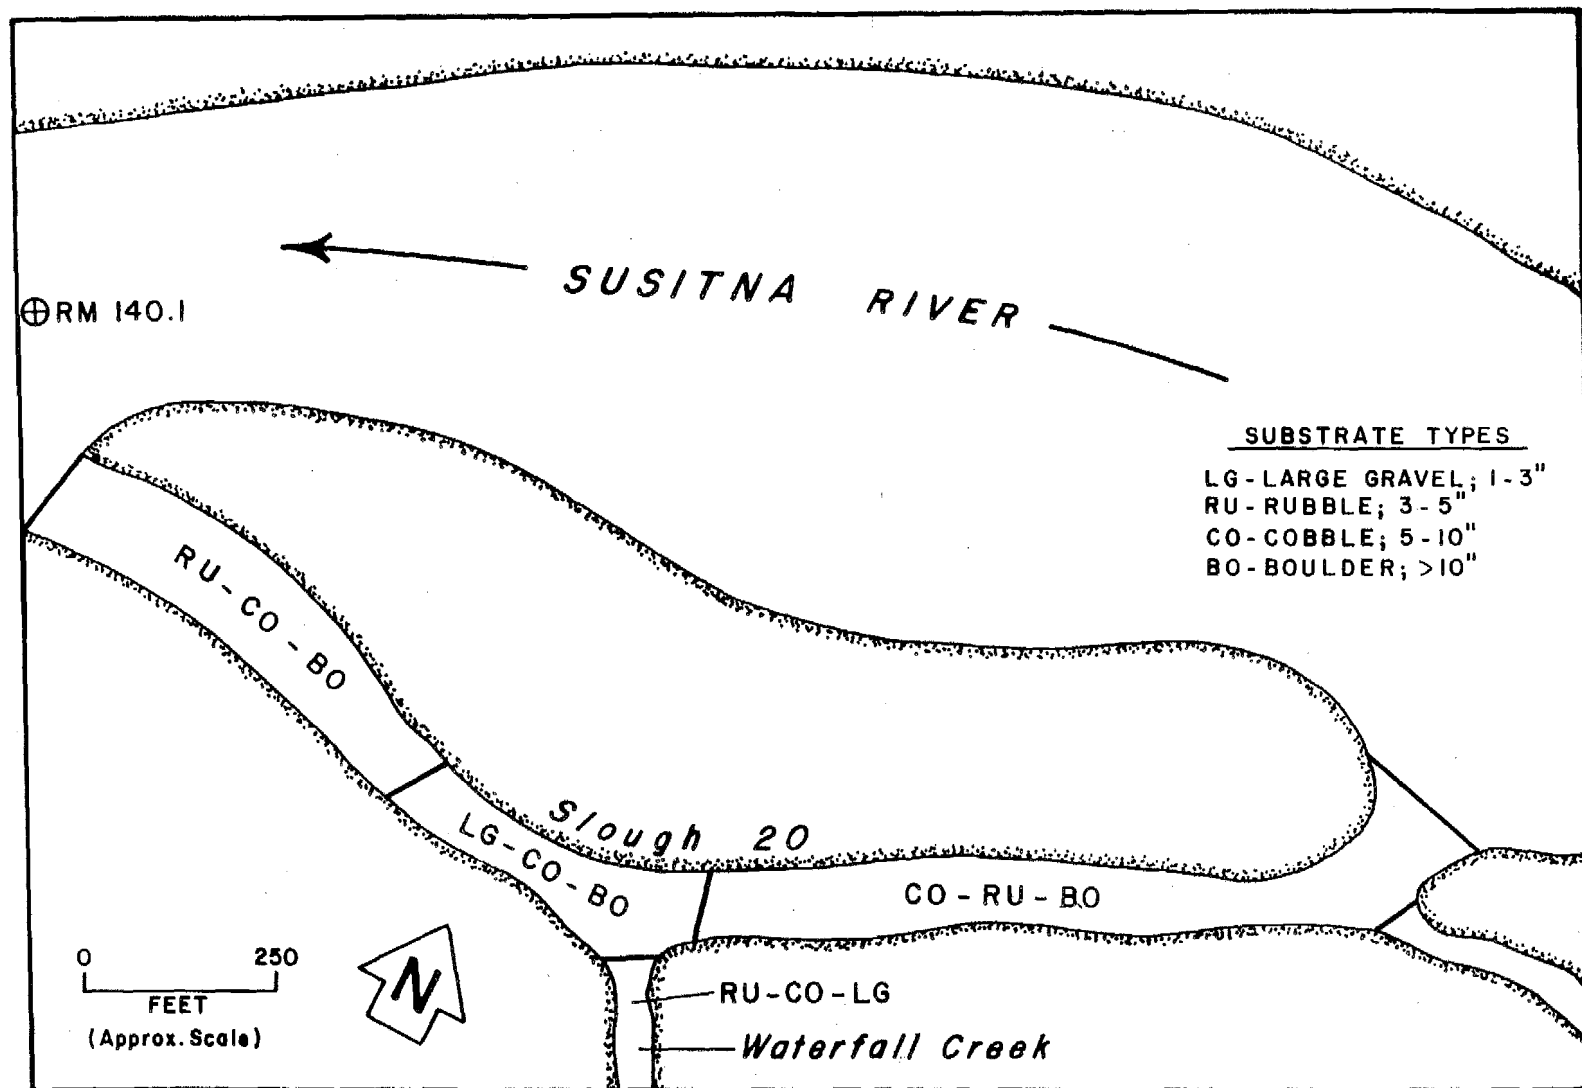 SUSITNA RIVER
RM 140.1
SUBSTRATE TYPES
LG-LARGE GRAVEL; 1-3"
RU-RUBBLE; 3-5"
CO-COBBLE; 5-10"
BO-BOULDER; >10"
RU-CO-BO
Slough 20
LG-CO-BO
CO-RU-BO
0 250
FEET
(Approx. Scale)
N
RU-CO-LG
Waterfall Creek